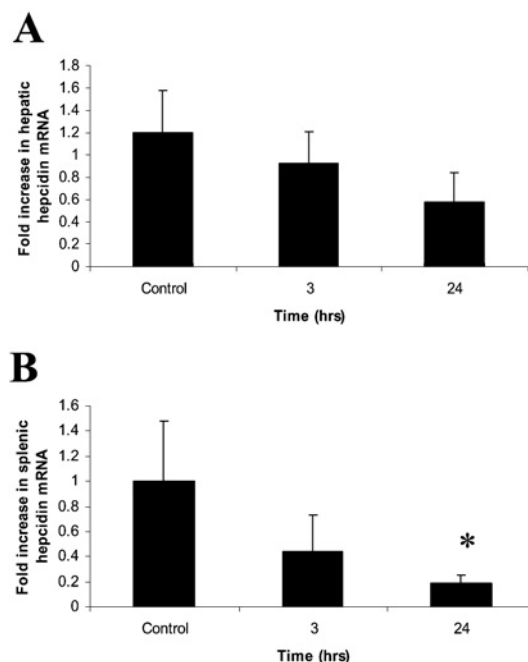 A
Fold increase in hepatic
hepcidin mRNA
1.8
1.6
1.4
1.2
1
0.8
0.6
0.4
0.2
0
Control
3
24
Time (hrs)
B
Fold increase in splenic
hepcidin mRNA
1.6
1.4
1.2
1
0.8
0.6
0.4
0.2
0
*
Control
3
24
Time (hrs)